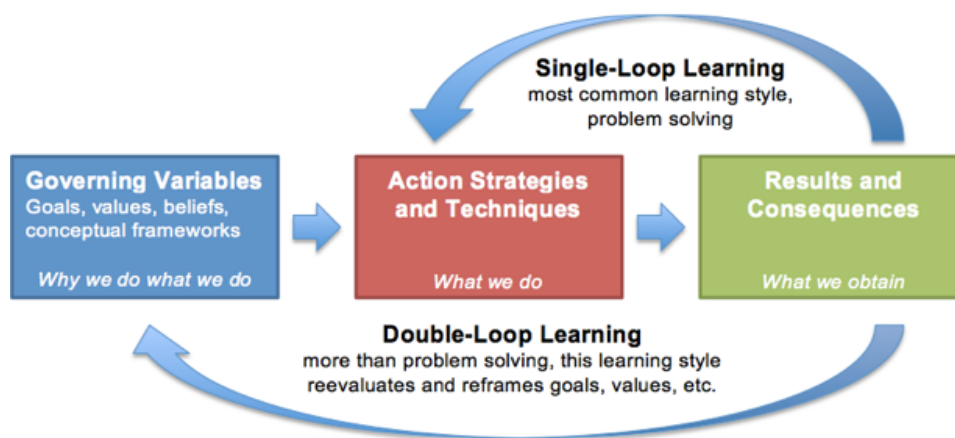 Single-Loop Learning
most common learning style,
problem solving
Governing Variables
Goals, values, beliefs,
conceptual frameworks
Why we do what we do
Action Strategies
and Techniques
What we do
Results and
Consequences
What we obtain
Double-Loop Learning
more than problem solving, this learning style
reevaluates and reframes goals, values, etc.